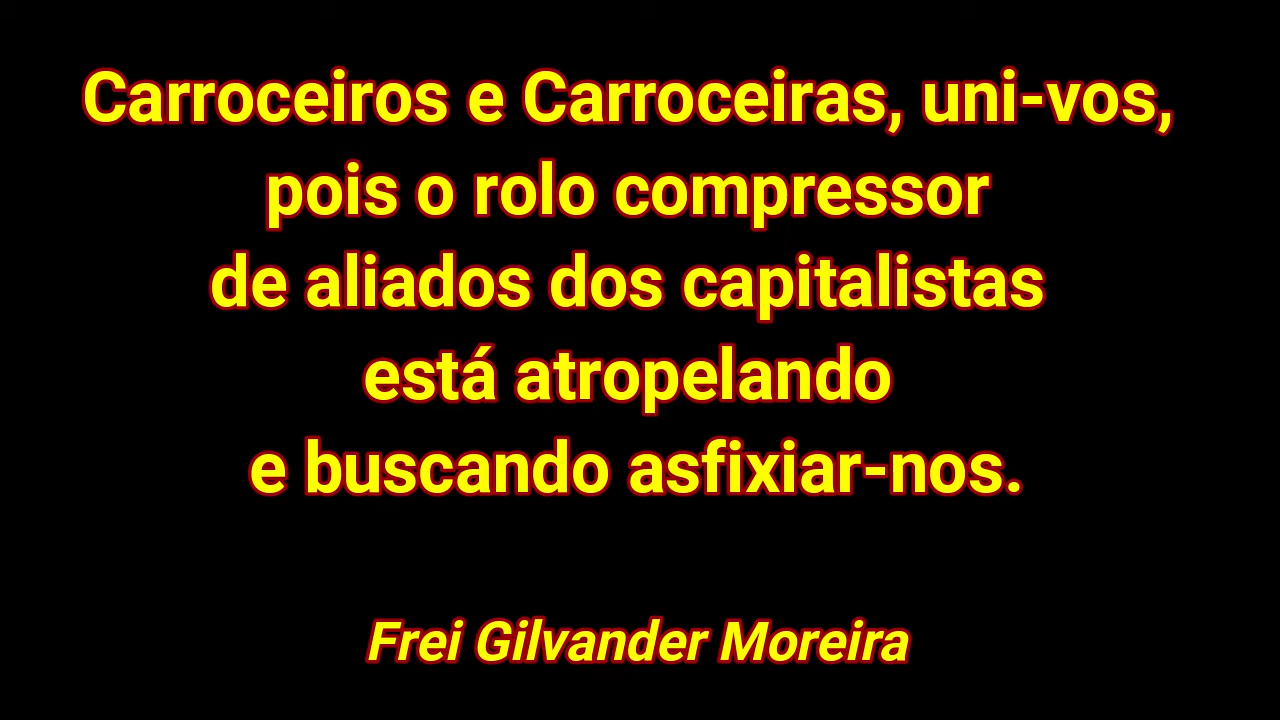 Carroceiros e Carroceiras, uni-vos,
pois o rolo compressor
de aliados dos capitalistas
está atropelando
e buscando asfixiar-nos.
Frei Gilvander Moreira